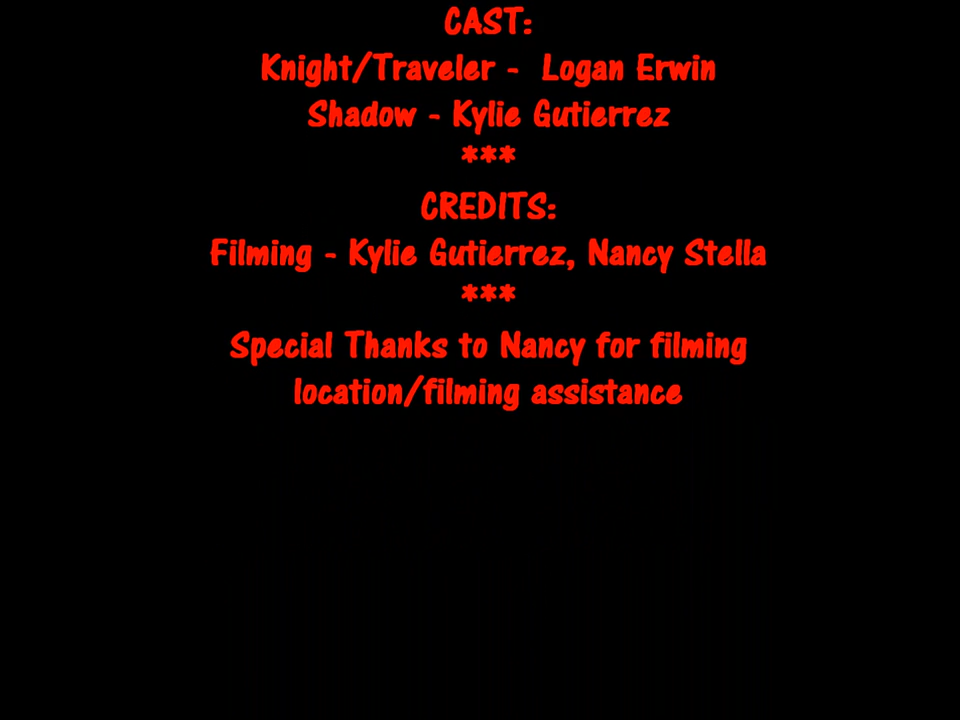 CAST:
Knight/Traveler - Logan Erwin
Shadow - Kylie Gutierrez
***
CREDITS:
Filming - Kylie Gutierrez, Nancy Stella
***
Special Thanks to Nancy for filming
location/filming assistance